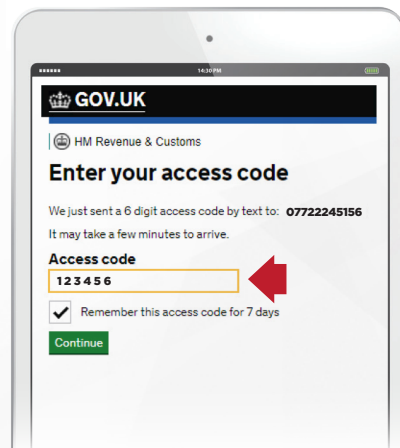 14:30 PM
GOV.UK
HM Revenue & Customs
Enter your access code
We just sent a 6 digit access code by text to: 07722245156
It may take a few minutes to arrive.
Access code
123456
Remember this access code for 7 days
Continue